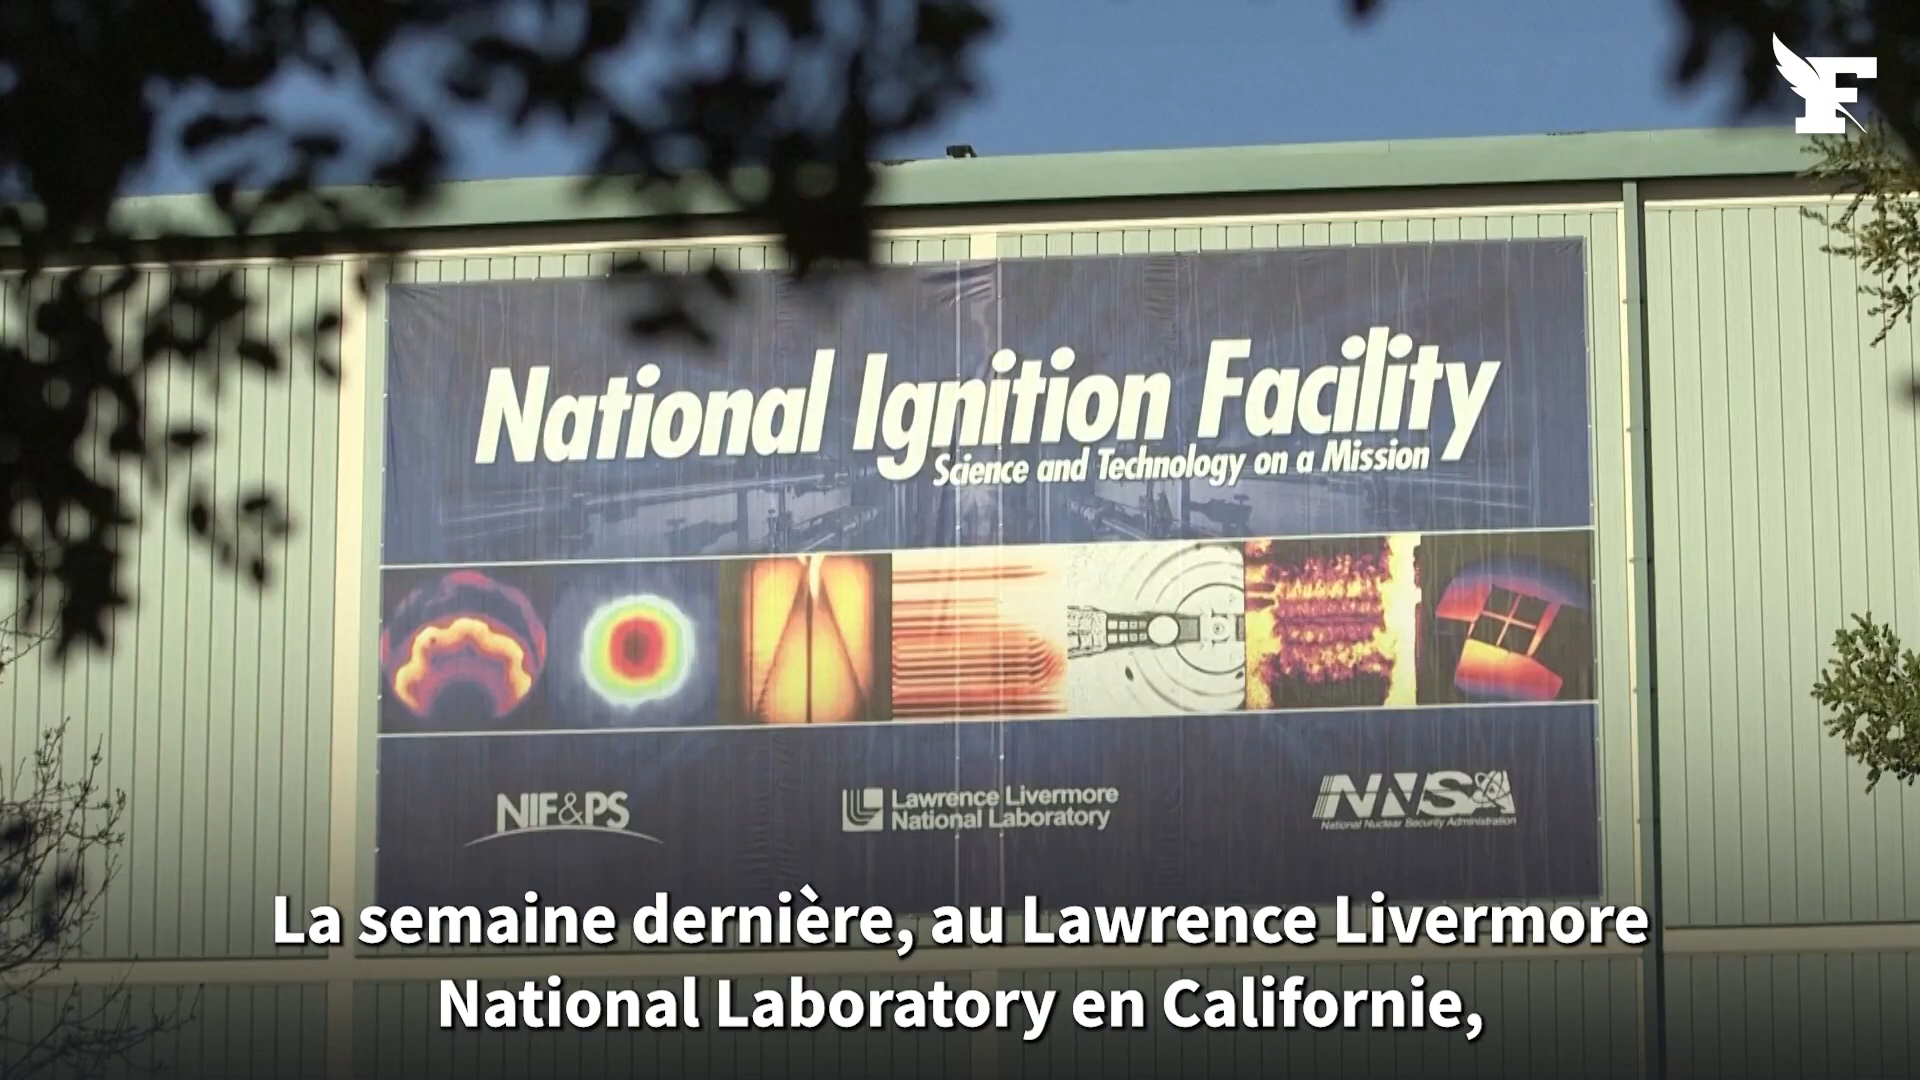 F
National Ignition Facility
Science and Technology on a Mission
NIF&PS
Lawrence Livermore
National Laboratory
NNSA
National Nuclear Security Administration
La semaine dernière, au Lawrence Livermore
National Laboratory en Californie,